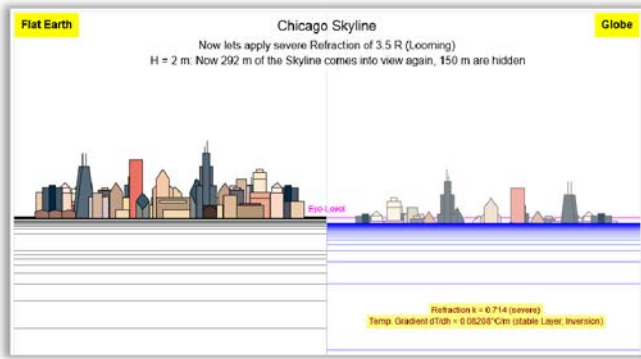 Flat Earth
Chicago Skyline
Globe
Now lets apply severe Refraction of 3.5 R (Looming)
H = 2 m: Now 292 m of the Skyline comes into view again, 150 m are hidden
Eye-Level
Refraction k = 0.714 (severe)
Temp. Gradient dT/dh = 0.08208°C/m (stable Layer, Inversion)